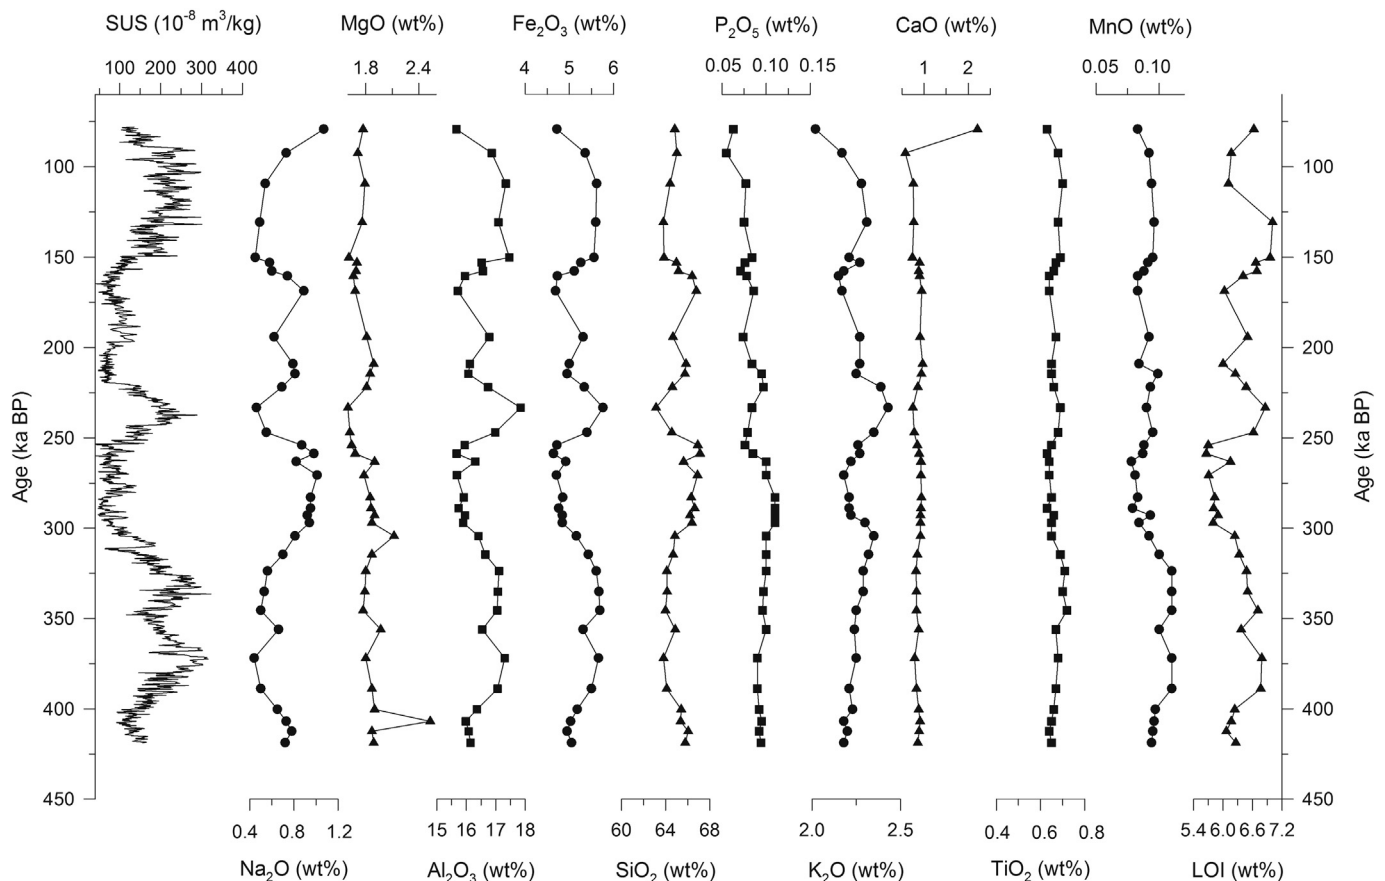 SUS (10⁻⁸ m³/kg) MgO (wt%) Fe₂O₃ (wt%) P₂O₅ (wt%) CaO (wt%) MnO (wt%)
100 200 300 400 1.8 2.4 4 5 6 0.05 0.10 0.15 1 2 0.05 0.10
100 100
150 150
200 200
250 250
300 300
350 350
400 400
450 450
Age (ka BP) Age (ka BP)
0.4 0.8 1.2 15 16 17 18 60 64 68 2.0 2.5 0.4 0.6 0.8 5.4 6.0 6.6 7.2
Na₂O (wt%) Al₂O₃ (wt%) SiO₂ (wt%) K₂O (wt%) TiO₂ (wt%) LOI (wt%)